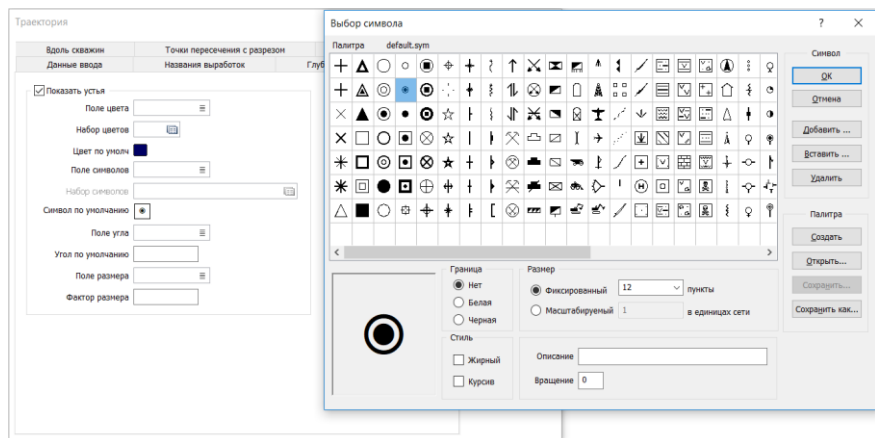 Траектория
Вдоль скважин
Точки пересечения с разрезом
Данные ввода
Названия выработок
Глуб
Показать устья
Поле цвета
Набор цветов
Цвет по умолч
Поле символов
Набор символов
Символ по умолчанию
Поле угла
Угол по умолчанию
Поле размера
Фактор размера
Выбор символа
Палитра default.sym
Граница
Нет
Белая
Черная
Стиль
Жирный
Курсив
Размер
Фиксированный 12 пункты
Масштабируемый 1 в единицах сети
Описание
Вращение 0
Символ
OK
Отмена
Добавить ...
Вставить ...
Удалить
Палитра
Создать
Открыть...
Сохранить...
Сохранить как...